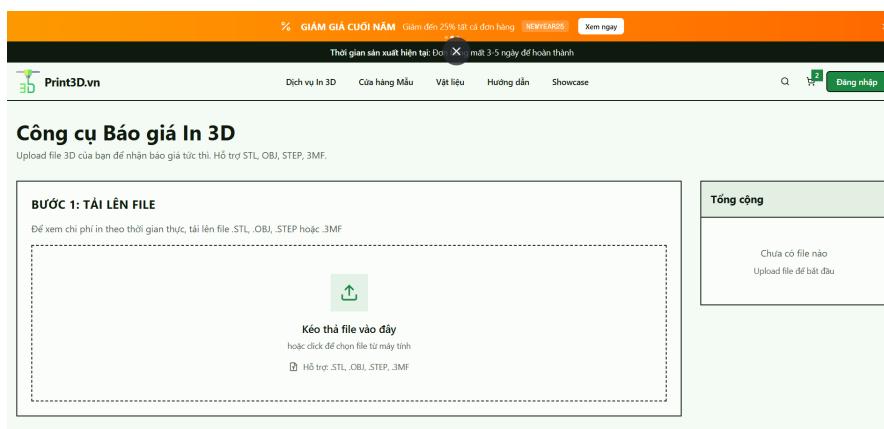 GIẢM GIÁ CUỐI NĂM Giảm đến 25% tất cả đơn hàng NEWYEAR25 Xem ngay
Thời gian sản xuất hiện tại: mất 3-5 ngày để hoàn thành
3D Print3D.vn Dịch vụ In 3D Cửa hàng Mẫu Vật liệu Hướng dẫn Showcase 2 Đăng nhập
Công cụ Báo giá In 3D
Upload file 3D của bạn để nhận báo giá tức thì. Hỗ trợ STL, OBJ, STEP, 3MF.
BƯỚC 1: TẢI LÊN FILE
Để xem chi phí in theo thời gian thực, tải lên file .STL, .OBJ, .STEP hoặc .3MF
Kéo thả file vào đây
hoặc click để chọn file từ máy tính
Hỗ trợ: .STL, .OBJ, .STEP, .3MF
Tổng cộng
Chưa có file nào
Upload file để bắt đầu